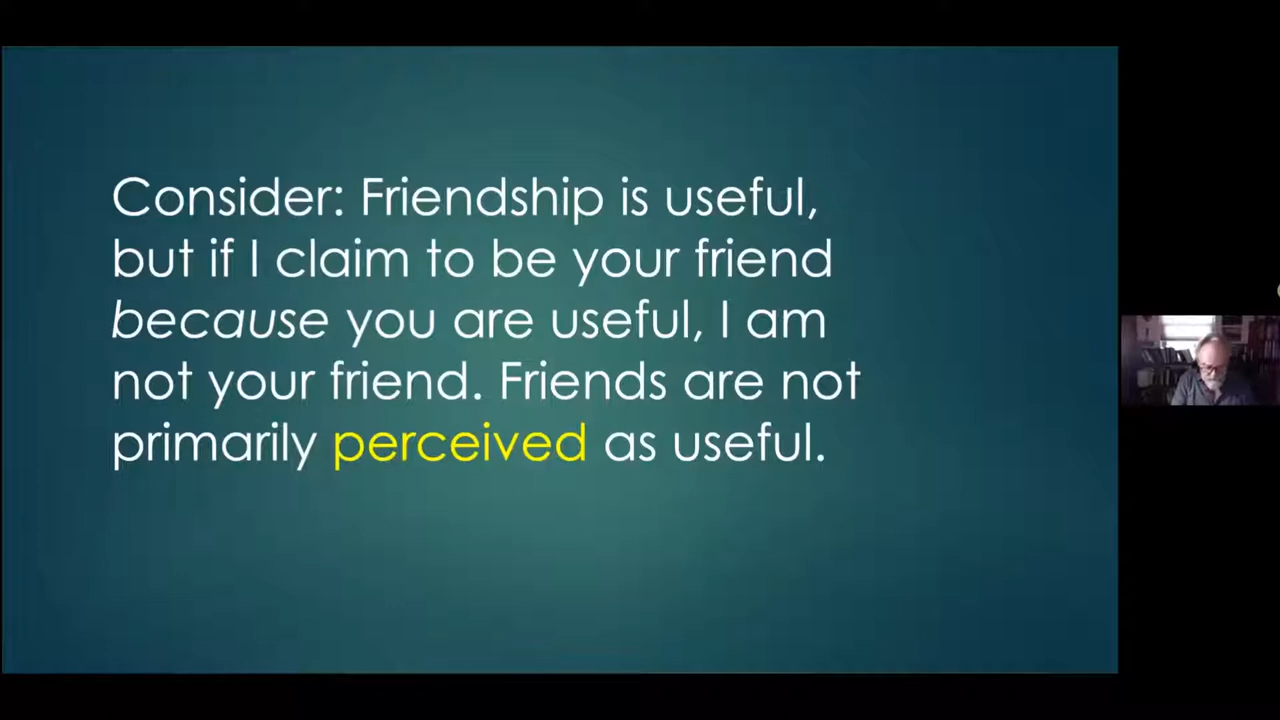 Consider: Friendship is useful,
but if I claim to be your friend
because you are useful, I am
not your friend. Friends are not
primarily perceived as useful.